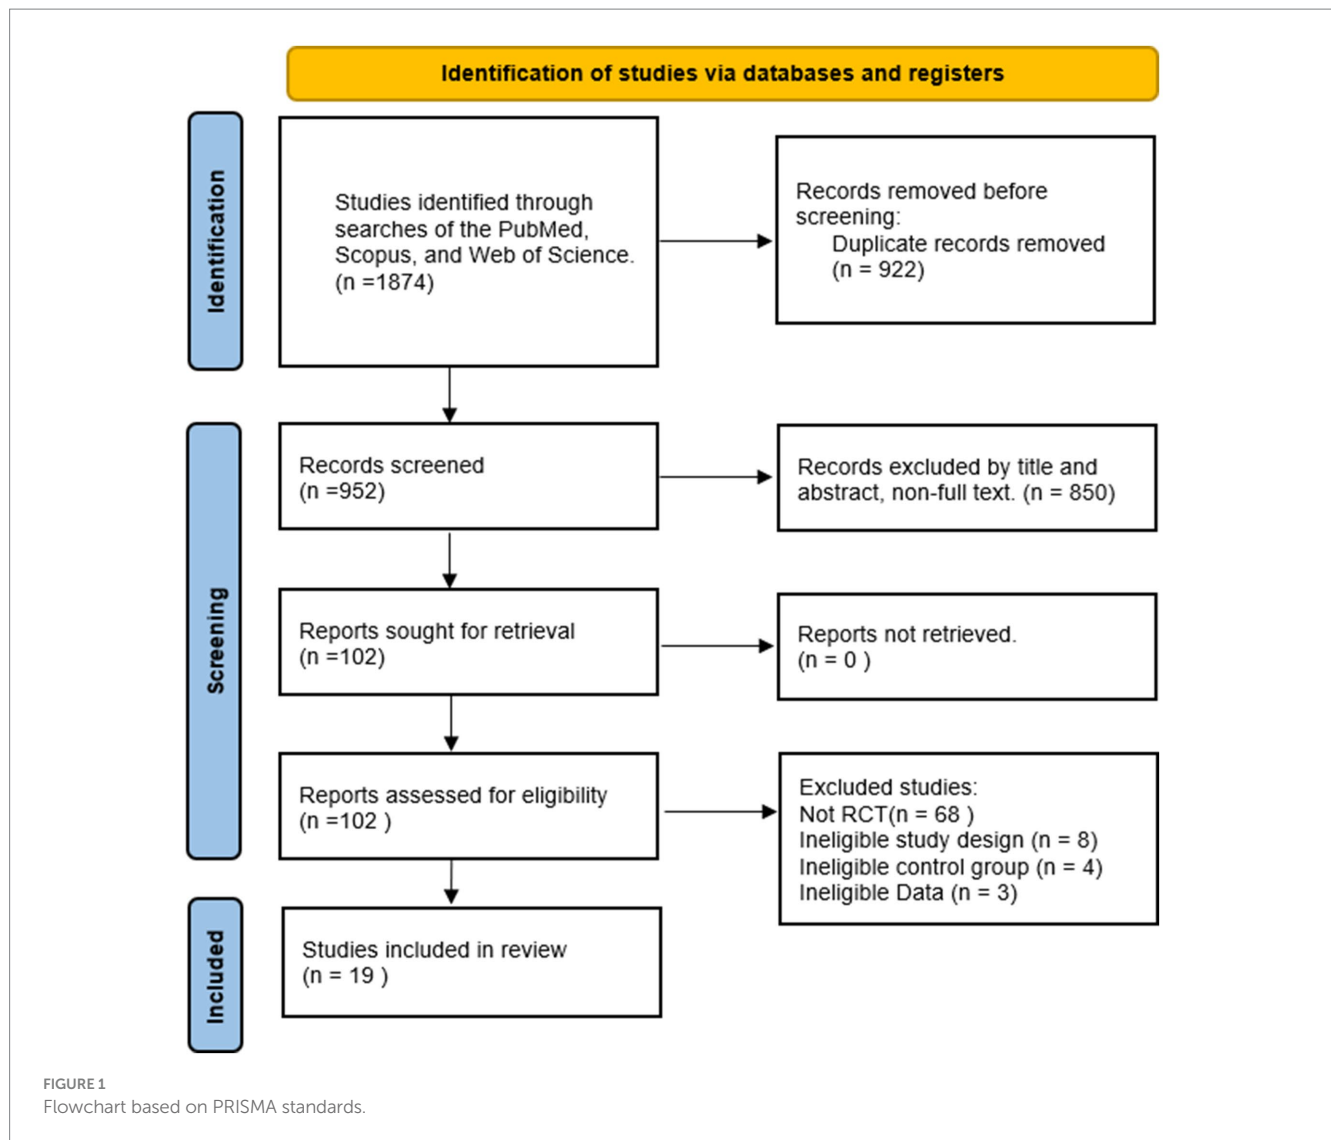 Identification of studies via databases and registers
Identification
Studies identified through
searches of the PubMed,
Scopus, and Web of Science.
(n =1874)
Records removed before
screening:
Duplicate records removed
(n = 922)
Screening
Records screened
(n =952)
Records excluded by title and
abstract, non-full text. (n = 850)
Reports sought for retrieval
(n =102)
Reports not retrieved.
(n = 0 )
Reports assessed for eligibility
(n =102 )
Excluded studies:
Not RCT(n = 68 )
Ineligible study design (n = 8)
Ineligible control group (n = 4)
Ineligible Data (n = 3)
Included
Studies included in review
(n = 19 )
FIGURE 1
Flowchart based on PRISMA standards.